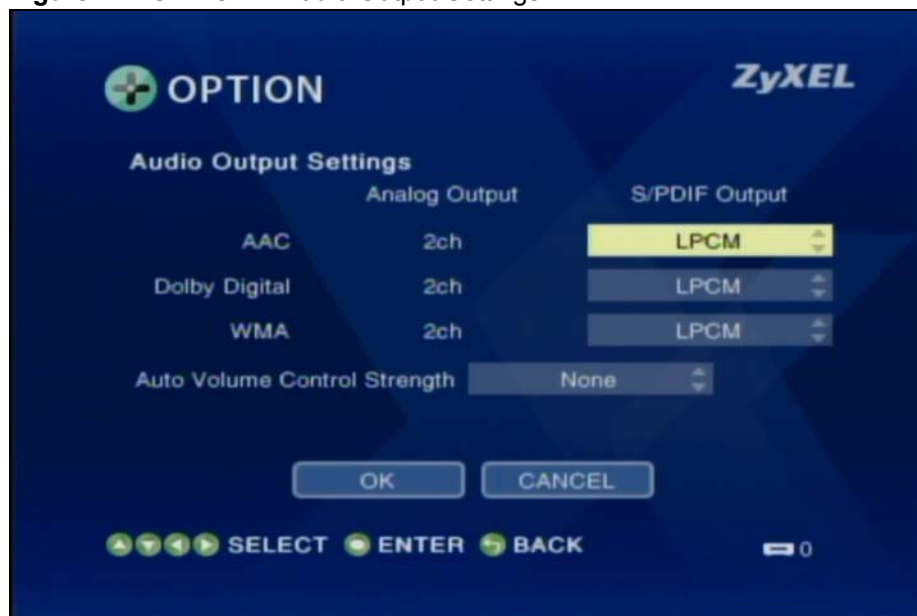 OPTION
ZyXEL
Audio Output Settings
Analog Output S/PDIF Output
AAC 2ch LPCM
Dolby Digital 2ch LPCM
WMA 2ch LPCM
Auto Volume Control Strength None
OK CANCEL
SELECT ENTER BACK 0